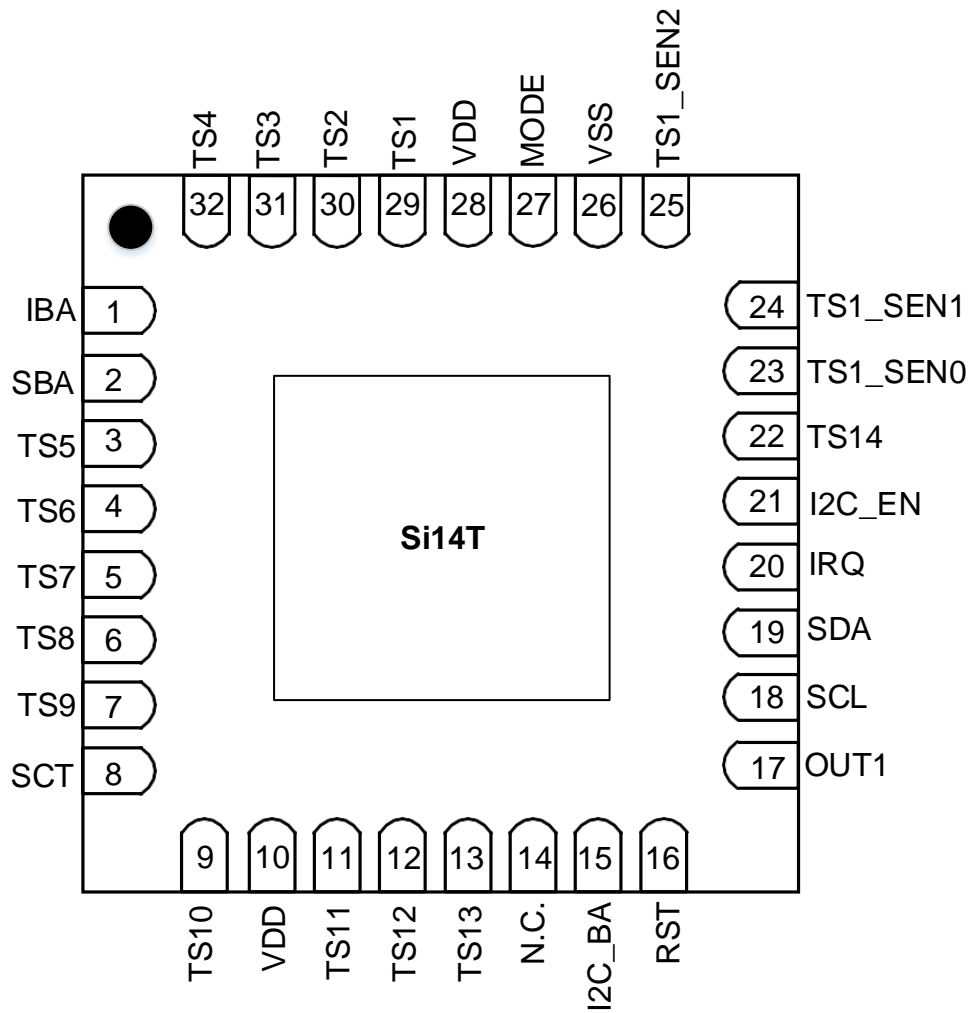 TS4 TS3 TS2 TS1 VDD MODE VSS TS1_SEN2
32 31 30 29 28 27 26 25
IBA 1
SBA 2
TS5 3
TS6 4
TS7 5
TS8 6
TS9 7
SCT 8
Si14T
24 TS1_SEN1
23 TS1_SEN0
22 TS14
21 I2C_EN
20 IRQ
19 SDA
18 SCL
17 OUT1
9 10 11 12 13 14 15 16
TS10 VDD TS11 TS12 TS13 N.C. I2C_BA RST